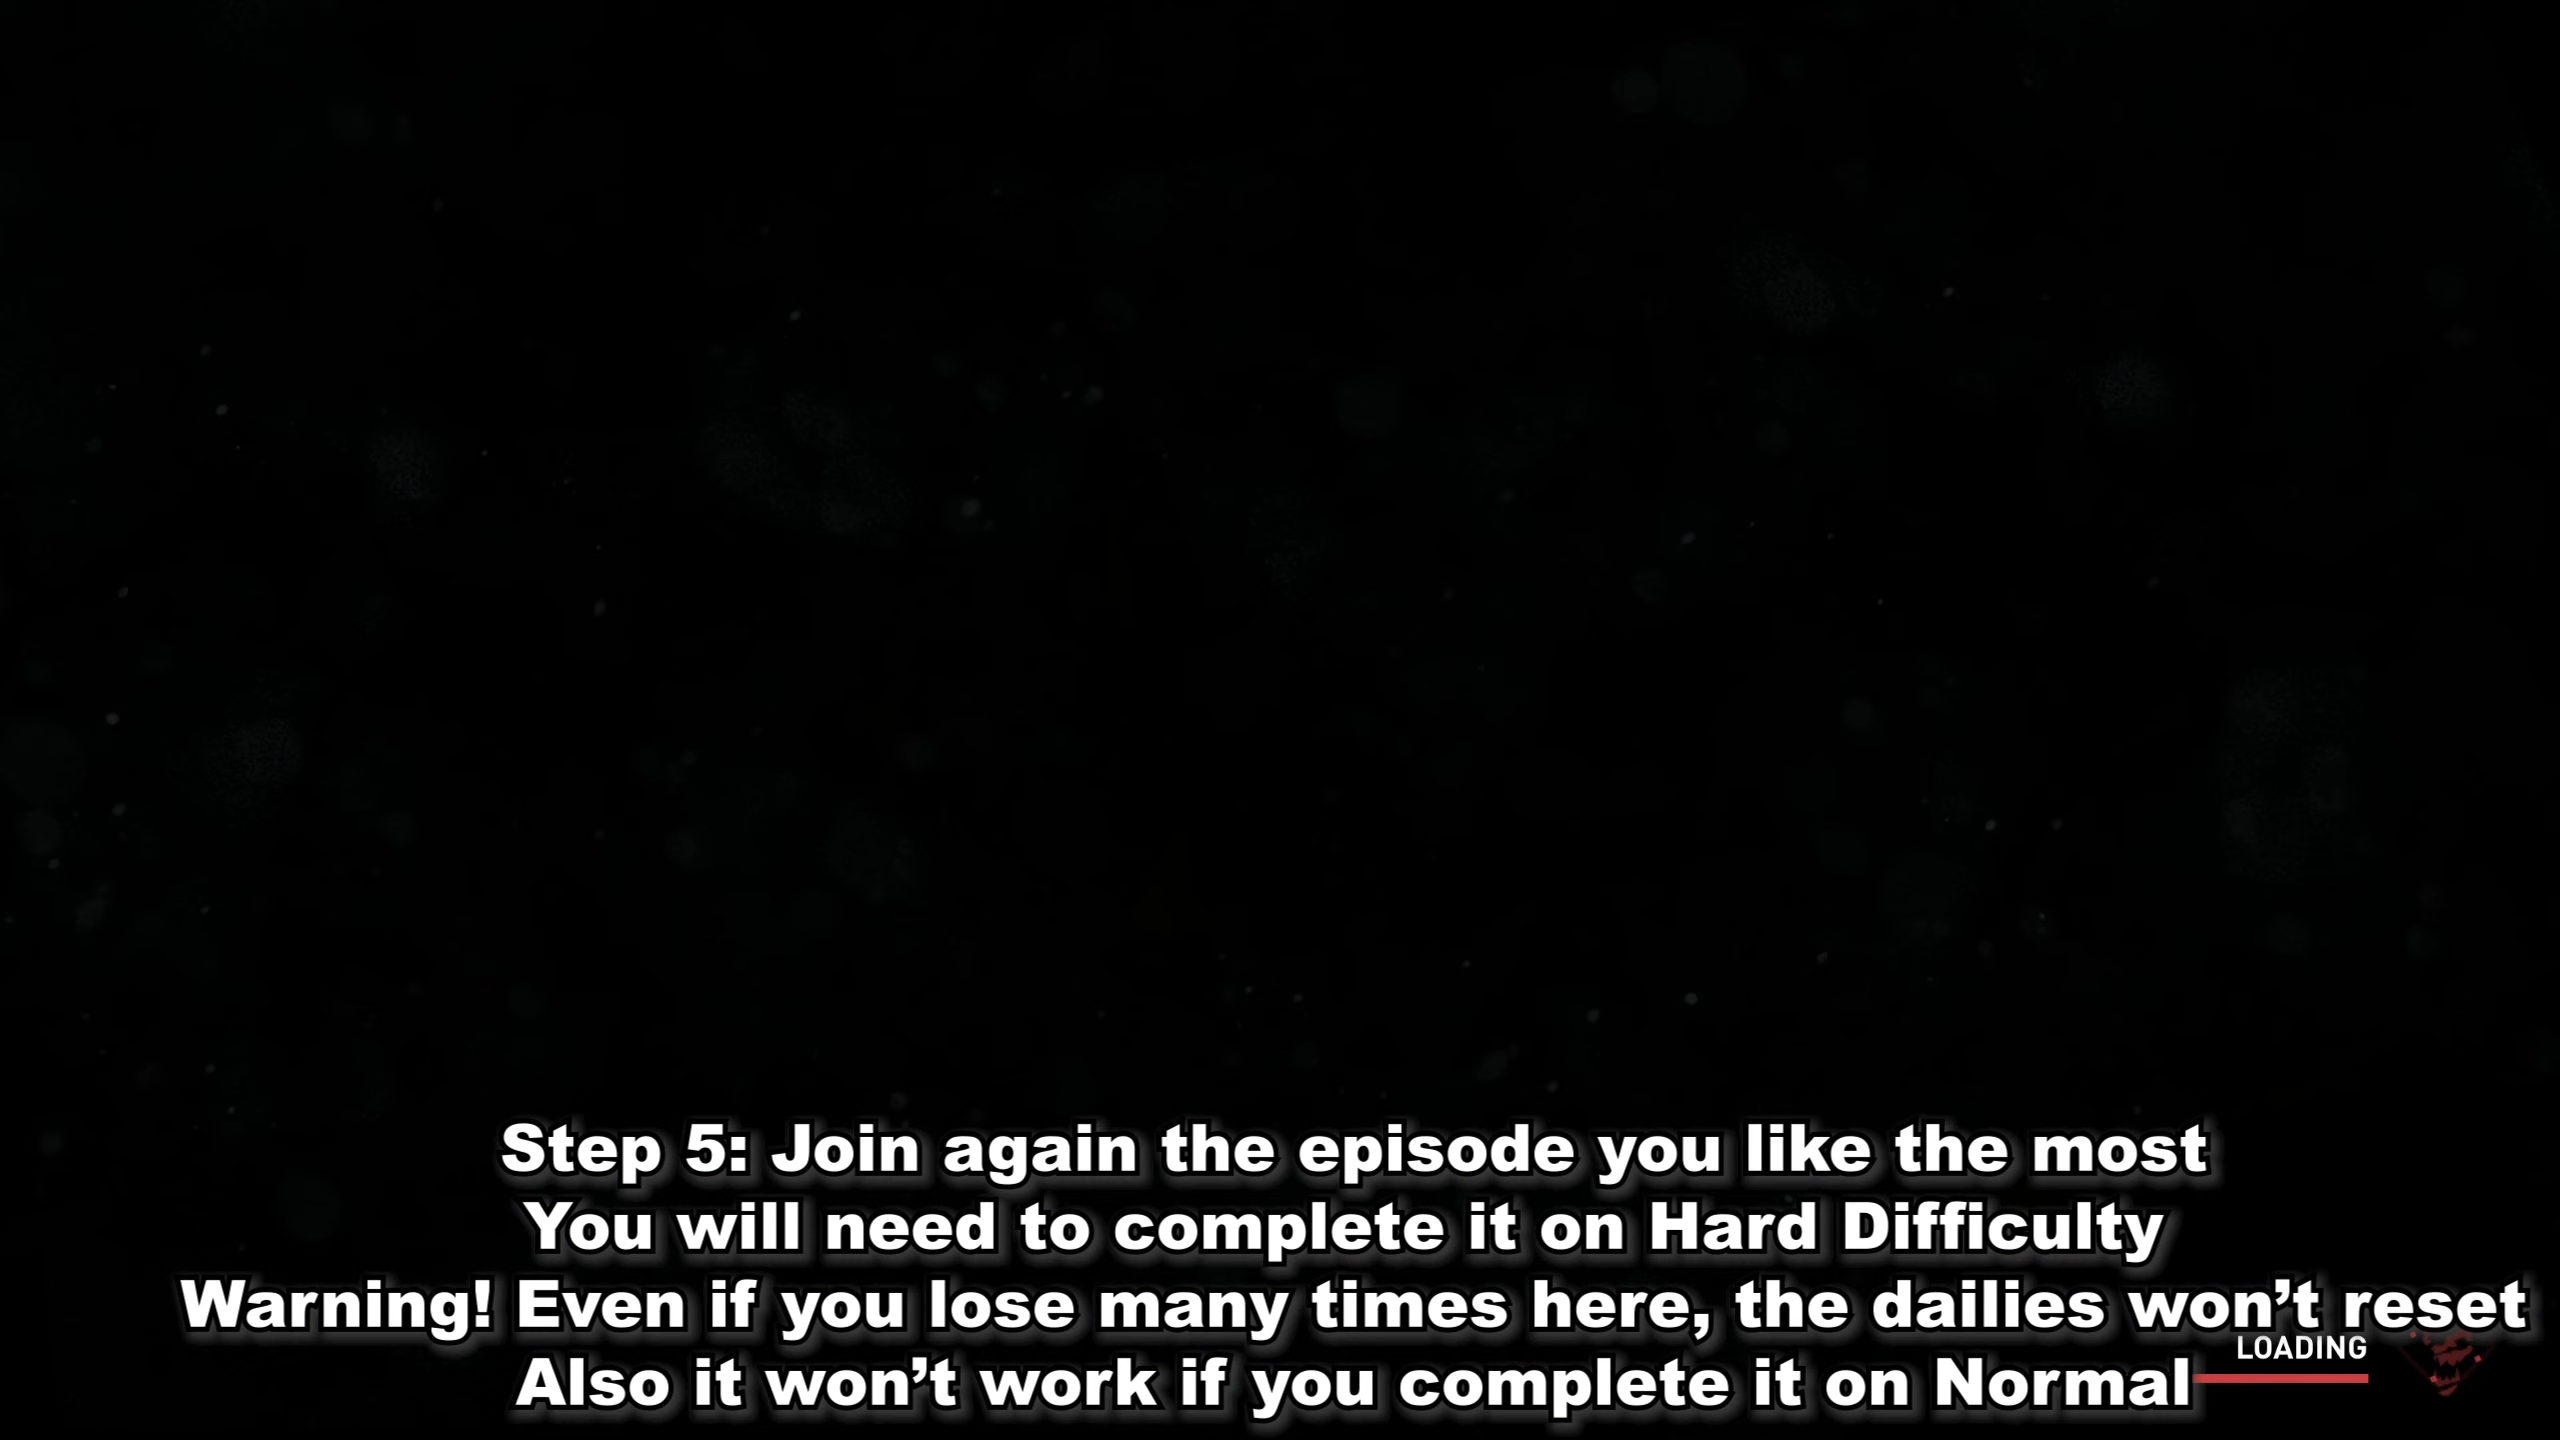 Step 5: Join again the episode you like the most
You will need to complete it on Hard Difficulty
Warning! Even if you lose many times here, the dailies won’t reset
LOADING
Also it won’t work if you complete it on Normal